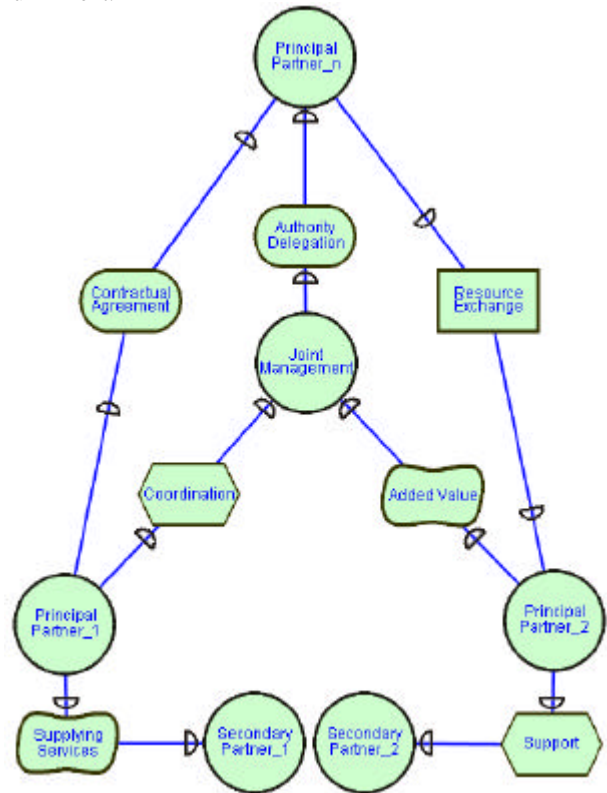 Principal
Partner_n
Authority
Delegation
Contractual
Agreement
Resource
Exchange
Joint
Management
Coordination
Added Value
Principal
Partner_1
Principal
Partner_2
Supplying
Services
Secondary
Partner_1
Secondary
Partner_2
Support